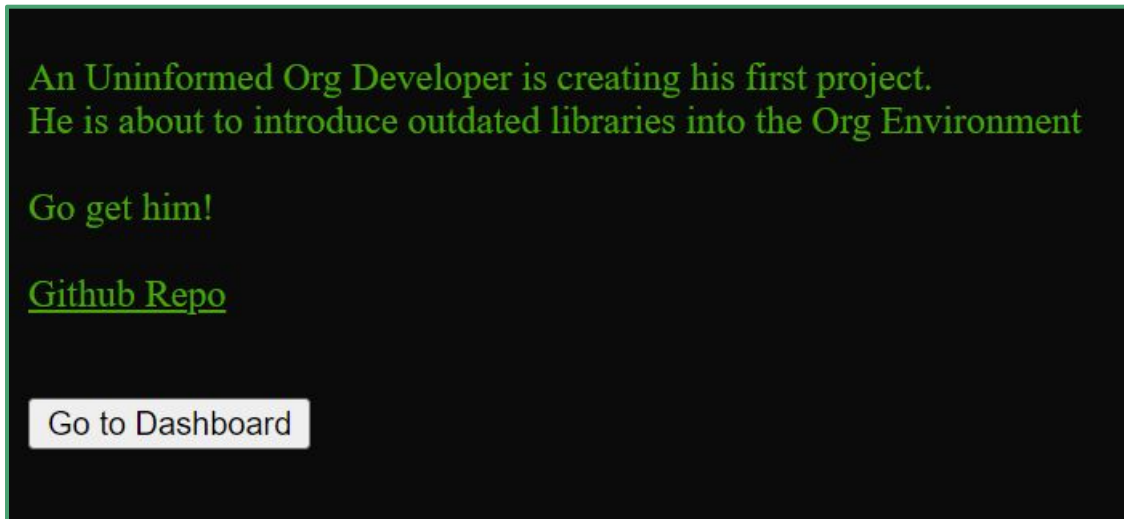 An Uninformed Org Developer is creating his first project.
He is about to introduce outdated libraries into the Org Environment
Go get him!
Github Repo
Go to Dashboard